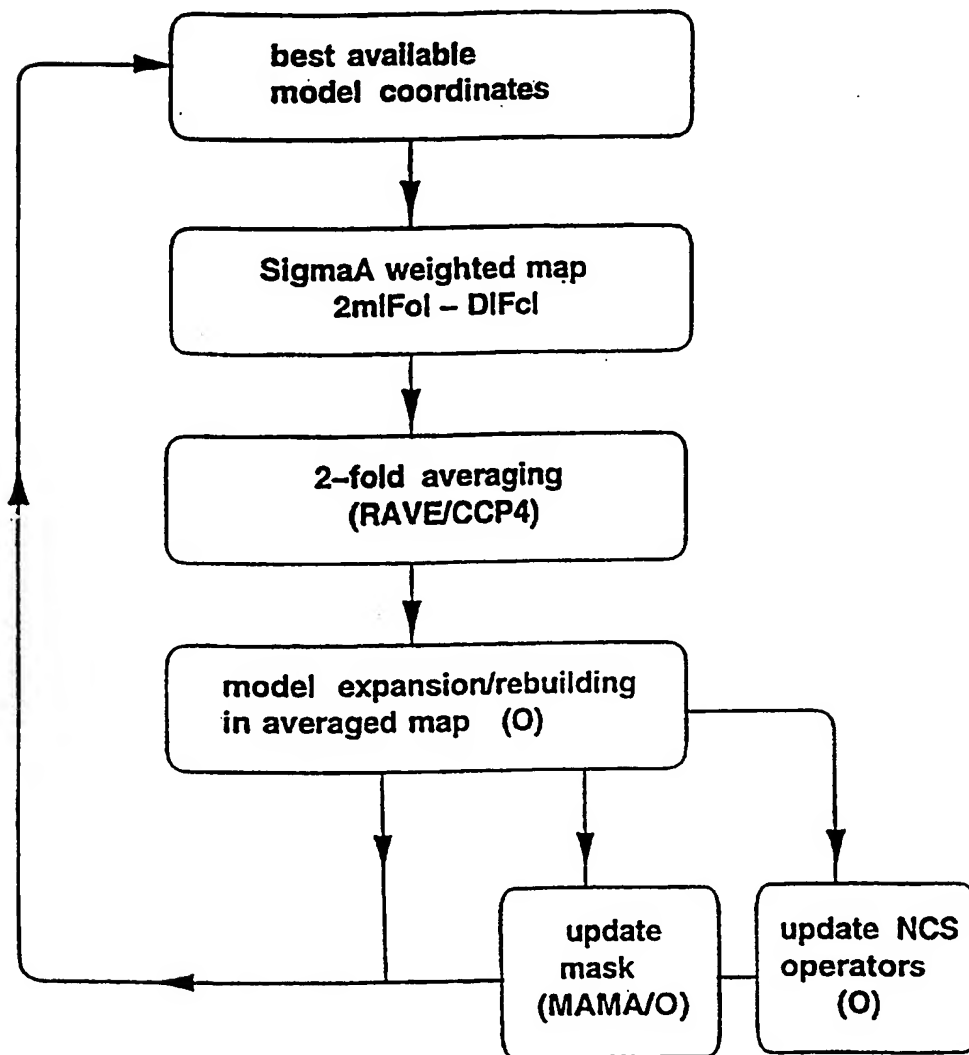 best available
model coordinates
SigmaA weighted map
2m|Fo| – D|Fc|
2–fold averaging
(RAVE/CCP4)
model expansion/rebuilding
in averaged map (O)
update
mask
(MAMA/O)
update NCS
operators
(O)